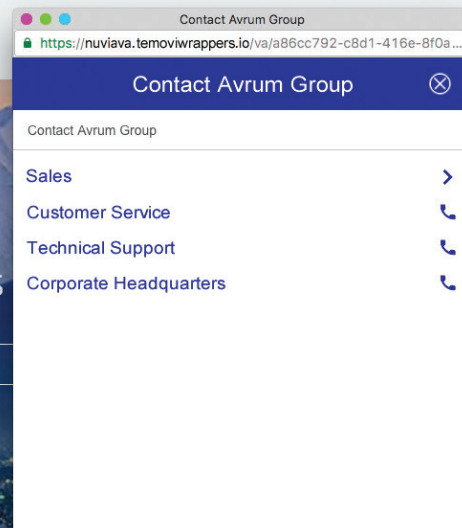 Contact Avrum Group
https://nuviava.temoviwrappers.io/va/a86cc792-c8d1-416e-8f0a...
Contact Avrum Group
Contact Avrum Group
Sales
Customer Service
Technical Support
Corporate Headquarters